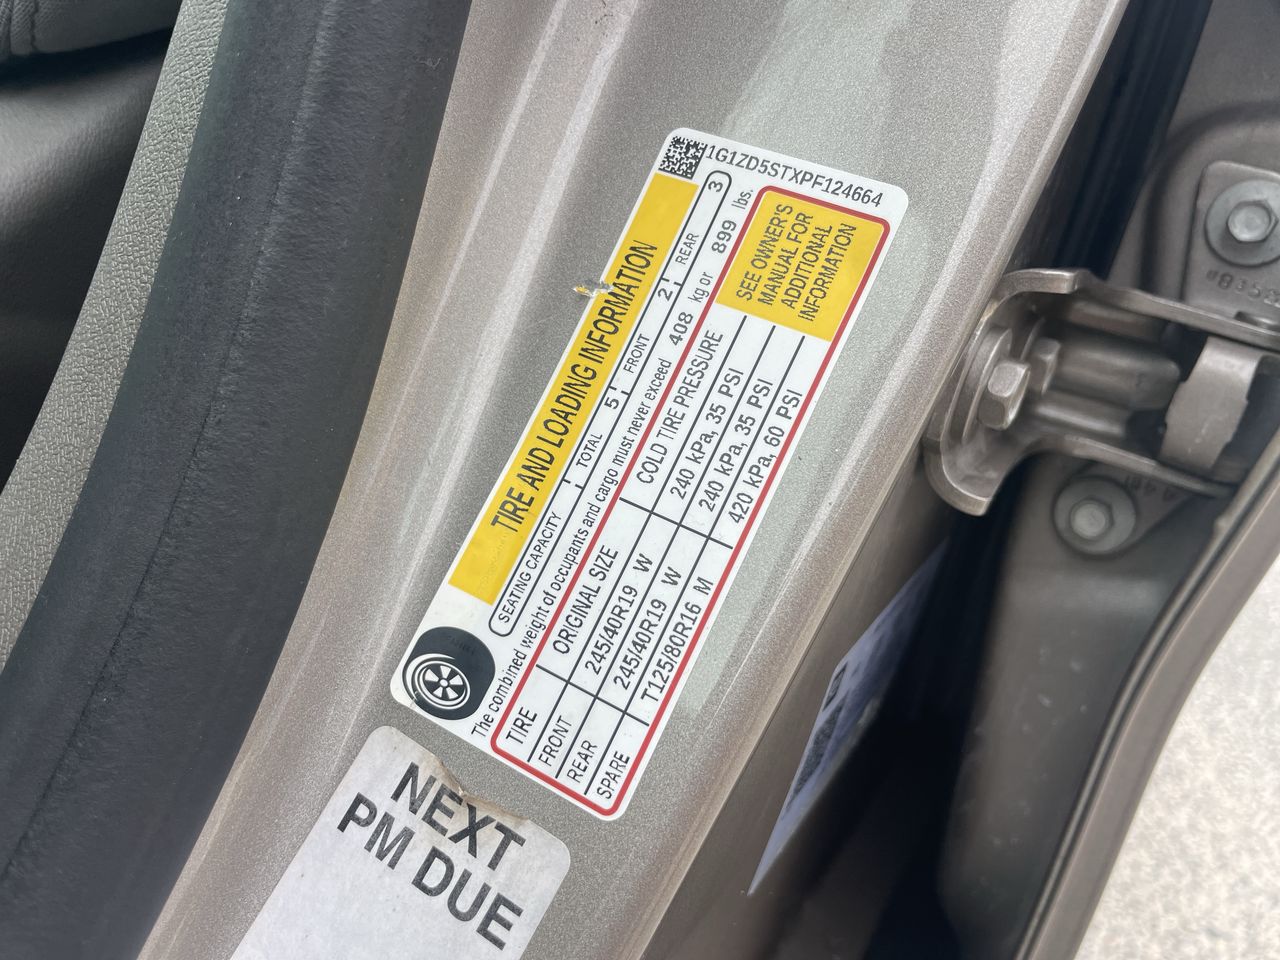 1G1ZD5STXPF124664
TIRE AND LOADING INFORMATION
SEATING CAPACITY TOTAL 5 FRONT 2 REAR 3
The combined weight of occupants and cargo must never exceed 408 kg or 899 lbs.
TIRE ORIGINAL SIZE COLD TIRE PRESSURE
FRONT 245/40R19 W 240 kPa, 35 PSI
REAR 245/40R19 W 240 kPa, 35 PSI
SPARE T125/80R16 M 420 kPa, 60 PSI
SEE OWNER'S
MANUAL FOR
ADDITIONAL
INFORMATION
NEXT
PM DUE